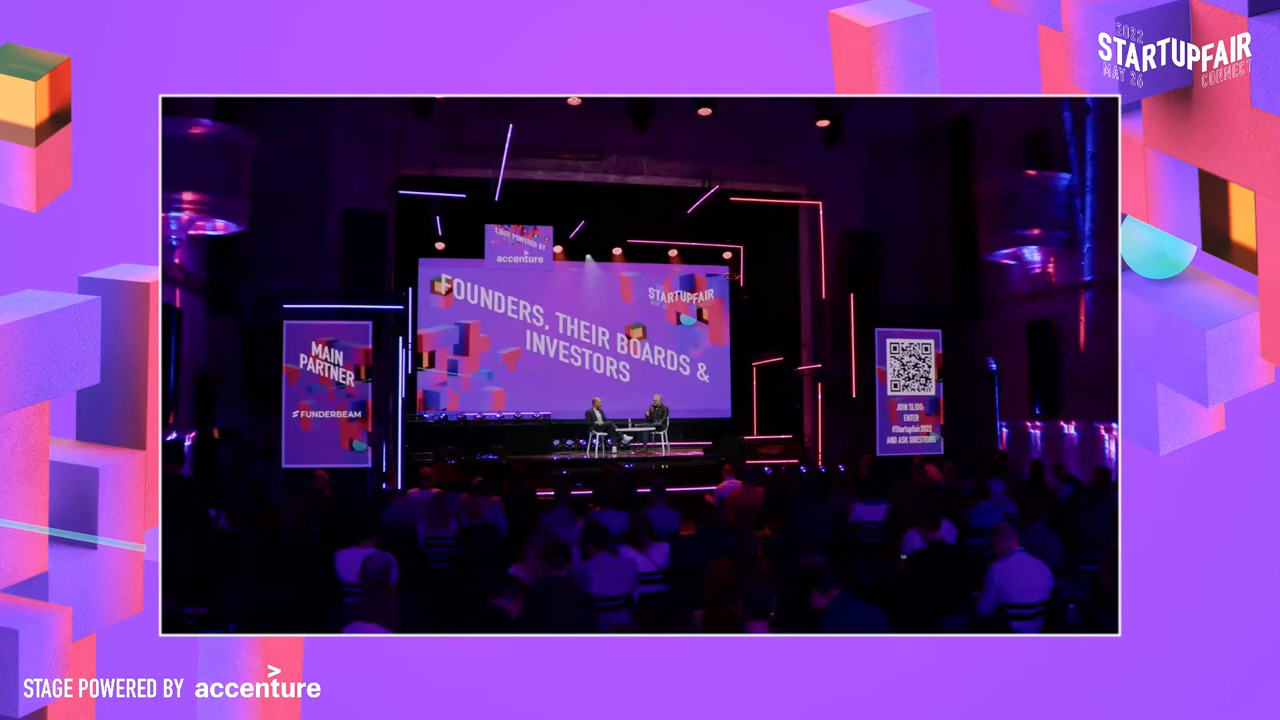 2022
STARTUPFAIR
MAY 26 CONNECT
STAGE POWERED BY
accenture
FOUNDERS, THEIR BOARDS &
INVESTORS
STARTUPFAIR
MAIN
PARTNER
FUNDERBEAM
JOIN SLIDO:
ENTER
#Startupfair2022
AND ASK QUESTIONS
STAGE POWERED BY accenture